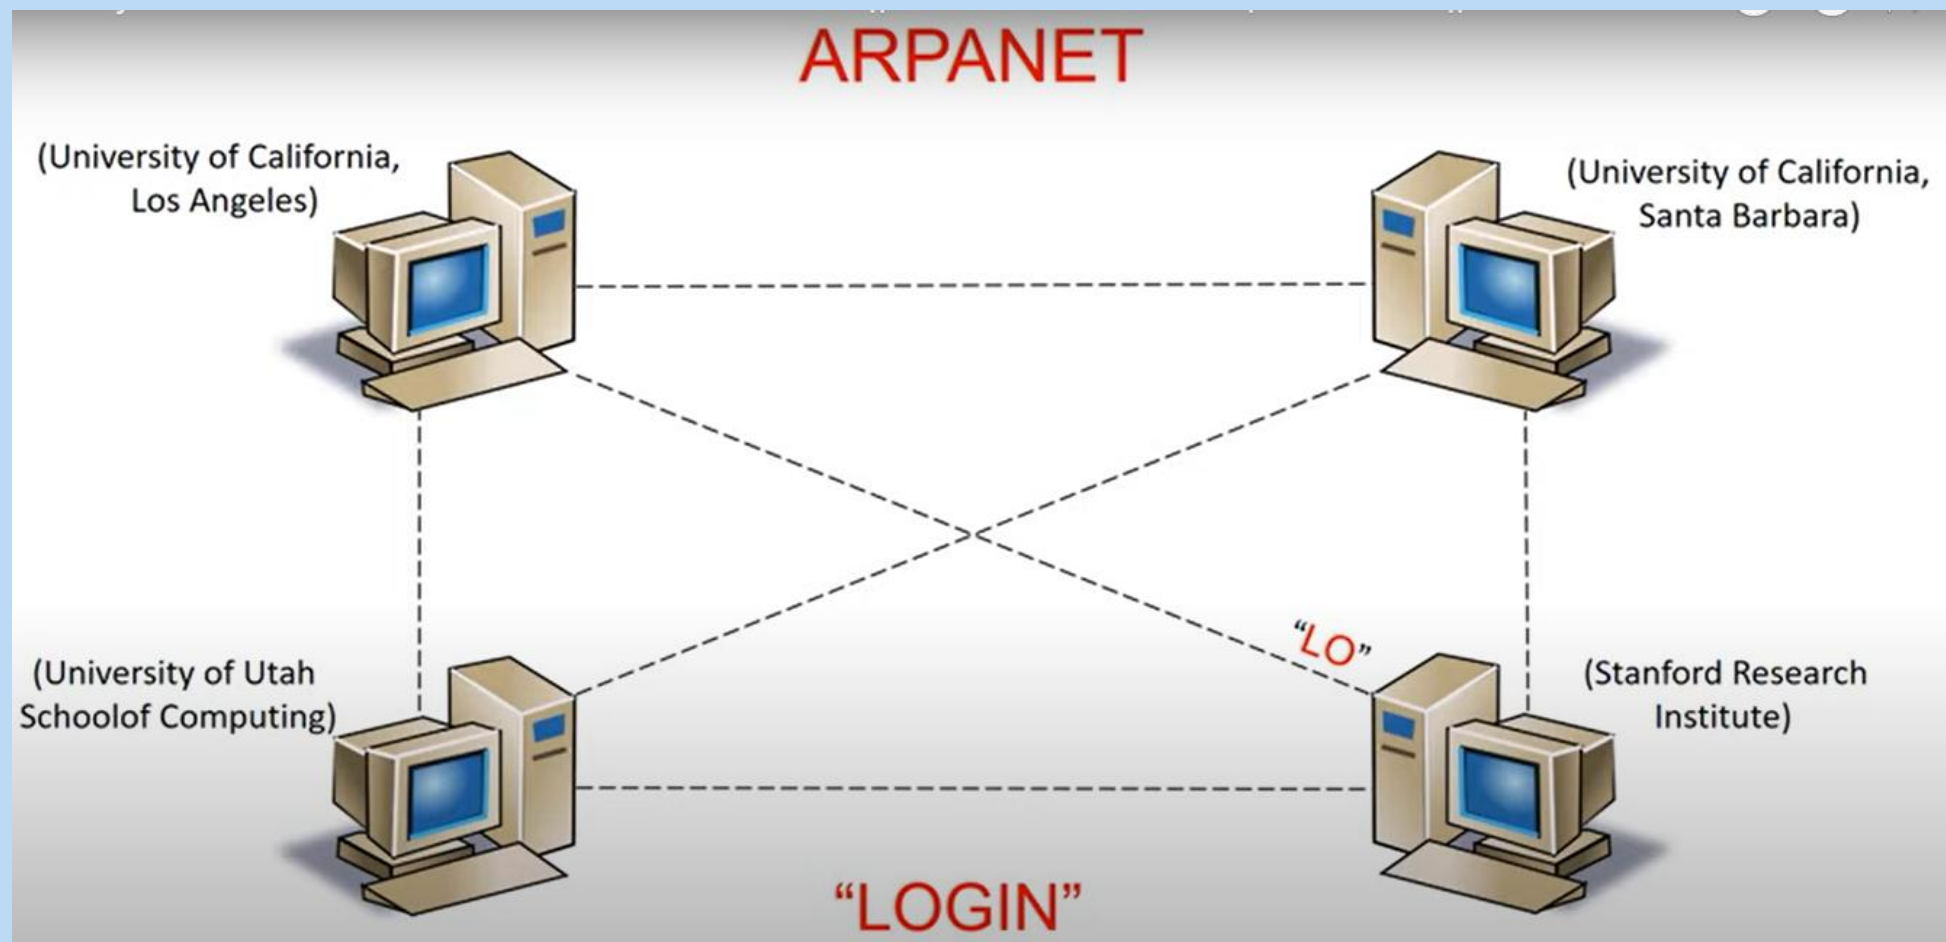 ARPANET
(University of California,
Los Angeles)
(University of California,
Santa Barbara)
(University of Utah
Schoolof Computing)
“LO”
(Stanford Research
Institute)
“LOGIN”